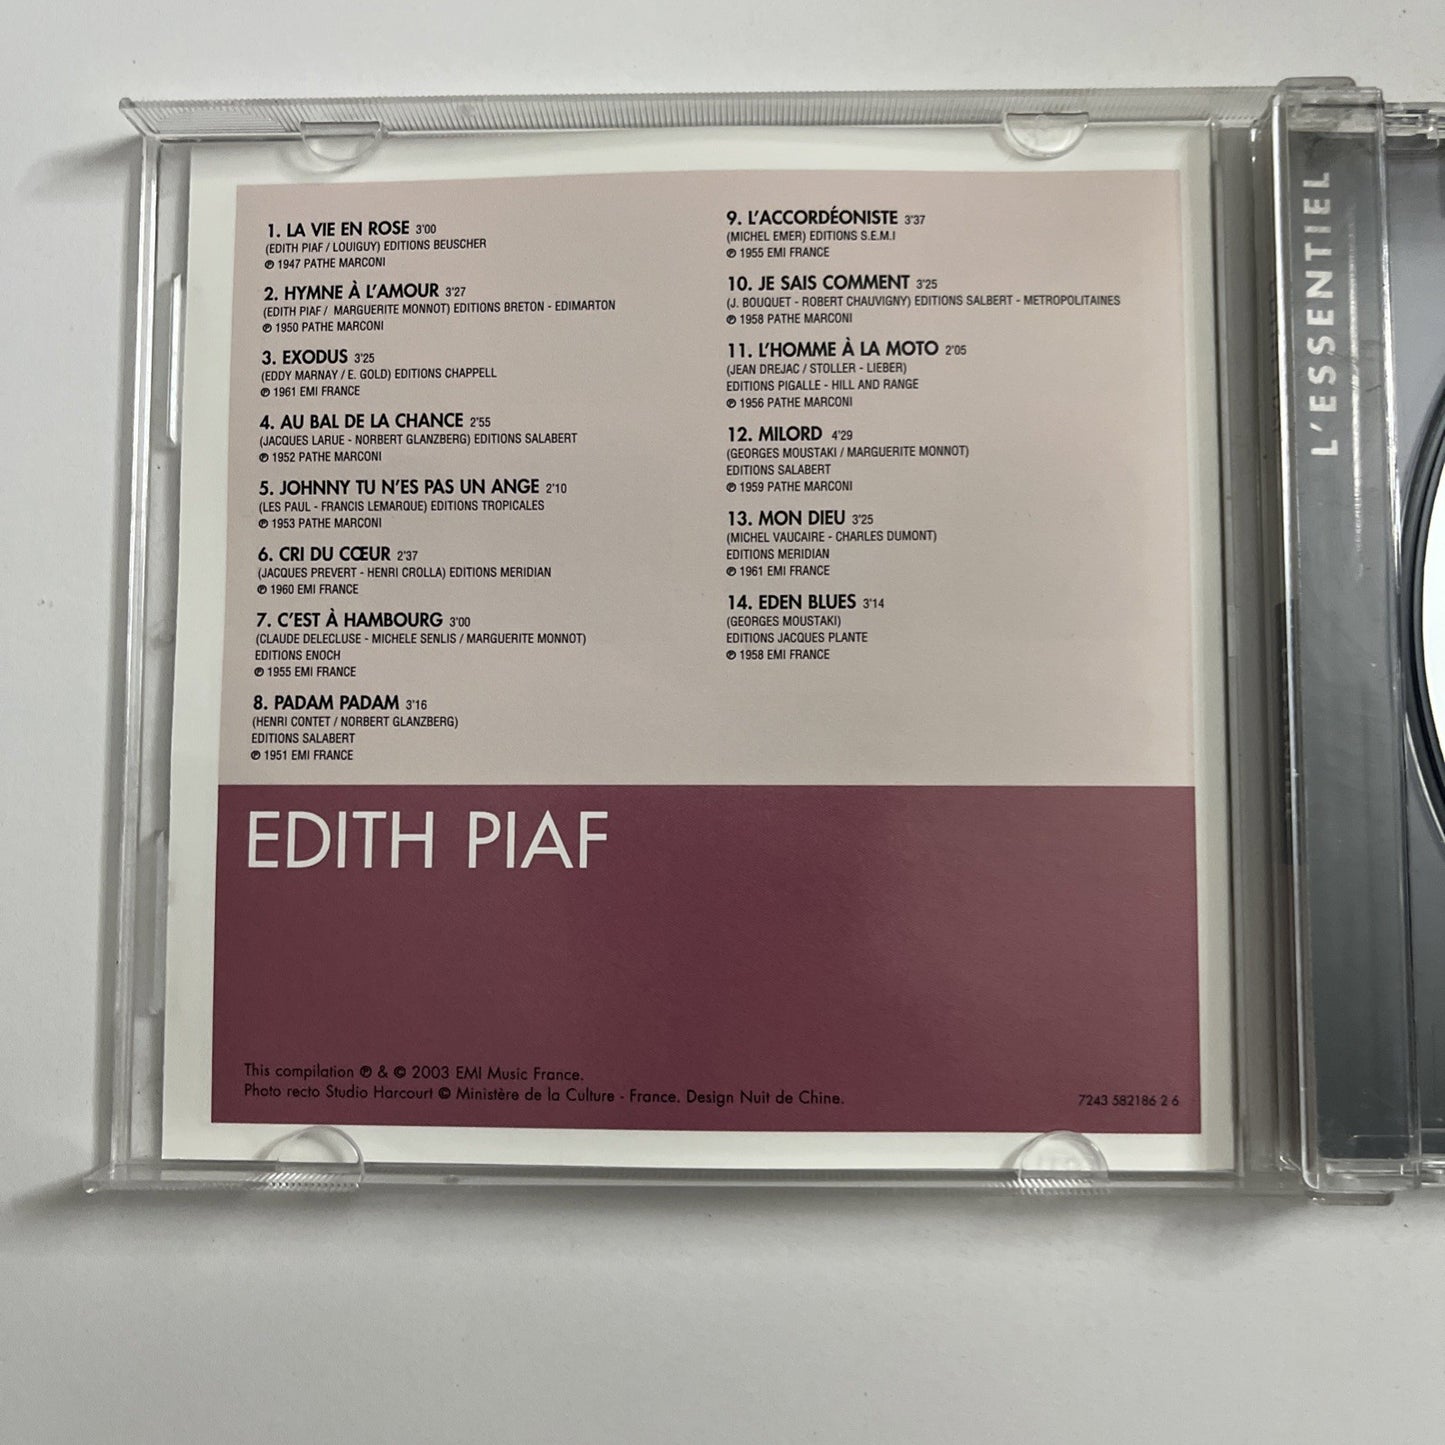 1. LA VIE EN ROSE 3'00
(EDITH PIAF / LOUIGUY) EDITIONS BEUSCHER
℗ 1947 PATHE MARCONI
2. HYMNE À L'AMOUR 3'27
(EDITH PIAF / MARGUERITE MONNOT) EDITIONS BRETON - EDIMARTON
℗ 1950 PATHE MARCONI
3. EXODUS 3'25
(EDDY MARNAY / E. GOLD) EDITIONS CHAPPELL
℗ 1961 EMI FRANCE
4. AU BAL DE LA CHANCE 2'55
(JACQUES LARUE - NORBERT GLANZBERG) EDITIONS SALABERT
℗ 1952 PATHE MARCONI
5. JOHNNY TU N'ES PAS UN ANGE 2'10
(LES PAUL - FRANCIS LEMARQUE) EDITIONS TROPICALES
℗ 1953 PATHE MARCONI
6. CRI DU CŒUR 2'37
(JACQUES PREVERT - HENRI CROLLA) EDITIONS MERIDIAN
℗ 1960 EMI FRANCE
7. C'EST À HAMBOURG 3'00
(CLAUDE DELECLUSE - MICHELE SENLIS / MARGUERITE MONNOT)
EDITIONS ENOCH
℗ 1955 EMI FRANCE
8. PADAM PADAM 3'16
(HENRI CONTET / NORBERT GLANZBERG)
EDITIONS SALABERT
℗ 1951 EMI FRANCE
9. L'ACCORDÉONISTE 3'37
(MICHEL EMER) EDITIONS S.E.M.I
℗ 1955 EMI FRANCE
10. JE SAIS COMMENT 3'25
(J. BOUQUET - ROBERT CHAUVIGNY) EDITIONS SALBERT - METROPOLITAINES
℗ 1958 PATHE MARCONI
11. L'HOMME À LA MOTO 2'05
(JEAN DREJAC / STOLLER - LIEBER)
EDITIONS PIGALLE - HILL AND RANGE
℗ 1956 PATHE MARCONI
12. MILORD 4'29
(GEORGES MOUSTAKI / MARGUERITE MONNOT)
EDITIONS SALABERT
℗ 1959 PATHE MARCONI
13. MON DIEU 3'25
(MICHEL VAUCAIRE - CHARLES DUMONT)
EDITIONS MERIDIAN
℗ 1961 EMI FRANCE
14. EDEN BLUES 3'14
(GEORGES MOUSTAKI)
EDITIONS JACQUES PLANTE
℗ 1958 EMI FRANCE
EDITH PIAF
This compilation ℗ & © 2003 EMI Music France.
Photo recto Studio Harcourt © Ministère de la Culture - France. Design Nuit de Chine.
7243 582186 2 6
L'ESSENTIEL